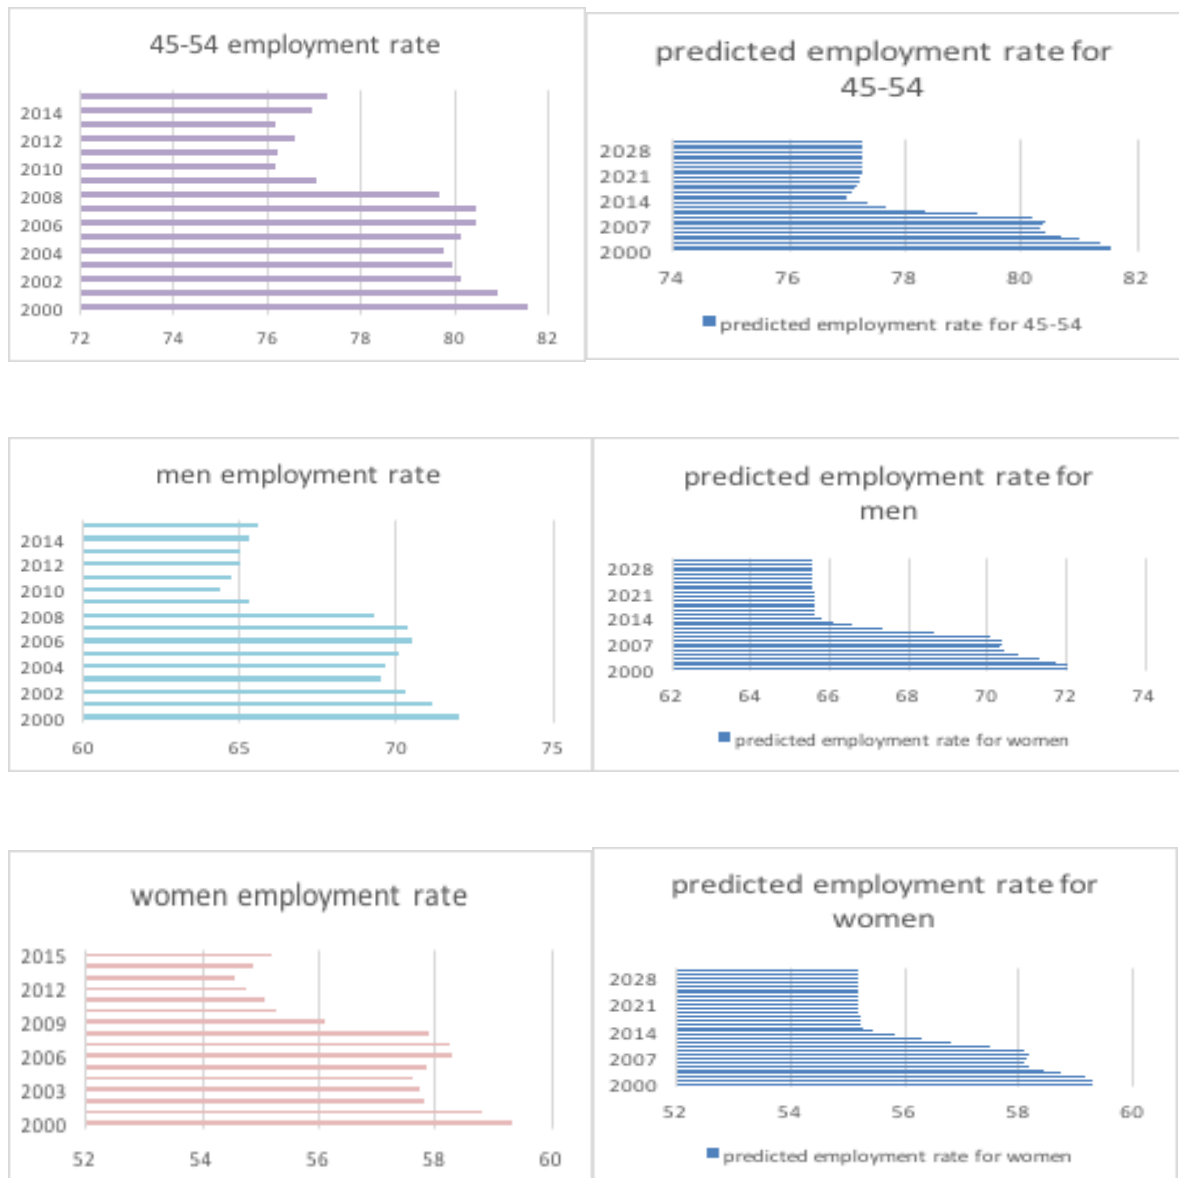 45-54 employment rate
2014
2012
2010
2008
2006
2004
2002
2000
72 74 76 78 80 82
predicted employment rate for
45-54
2028
2021
2014
2007
2000
74 76 78 80 82
predicted employment rate for 45-54
men employment rate
2014
2012
2010
2008
2006
2004
2002
2000
60 65 70 75
predicted employment rate for
men
2028
2021
2014
2007
2000
62 64 66 68 70 72 74
predicted employment rate for women
women employment rate
2015
2012
2009
2006
2003
2000
52 54 56 58 60
predicted employment rate for
women
2028
2021
2014
2007
2000
52 54 56 58 60
predicted employment rate for women